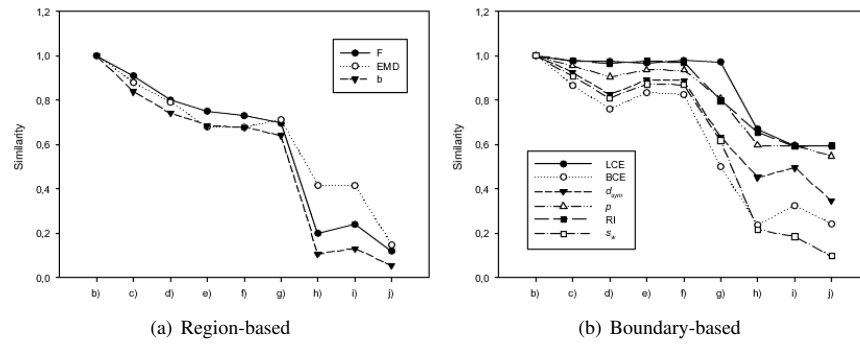 1,2
1,0
0,8
0,6
0,4
0,2
0,0
Similarity
b) c) d) e) f) g) h) i) j)
F
EMD
b
(a) Region-based
1,2
1,0
0,8
0,6
0,4
0,2
0,0
Similarity
b) c) d) e) f) g) h) i) j)
LCE
BCE
d_sym
p
RI
s_w
(b) Boundary-based